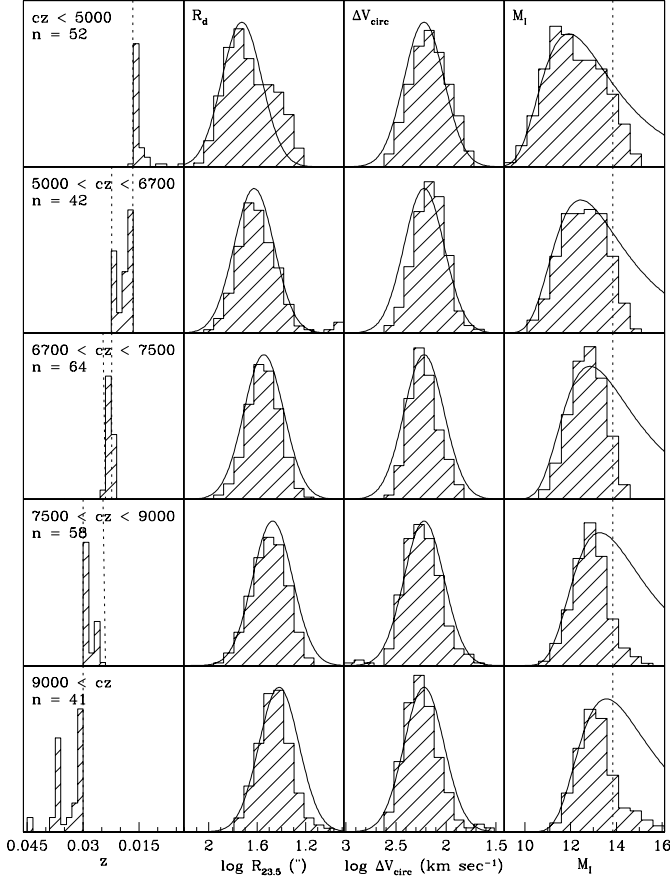 cz < 5000
n = 52
R_d
ΔV_circ
M_I
5000 < cz < 6700
n = 42
6700 < cz < 7500
n = 64
7500 < cz < 9000
n = 58
9000 < cz
n = 41
0.045 0.03 0.015 2 1.6 1.2 3 2.5 2 1.5 10 12 14 16
z log R_23.5 (″) log ΔV_circ (km sec⁻¹) M_I